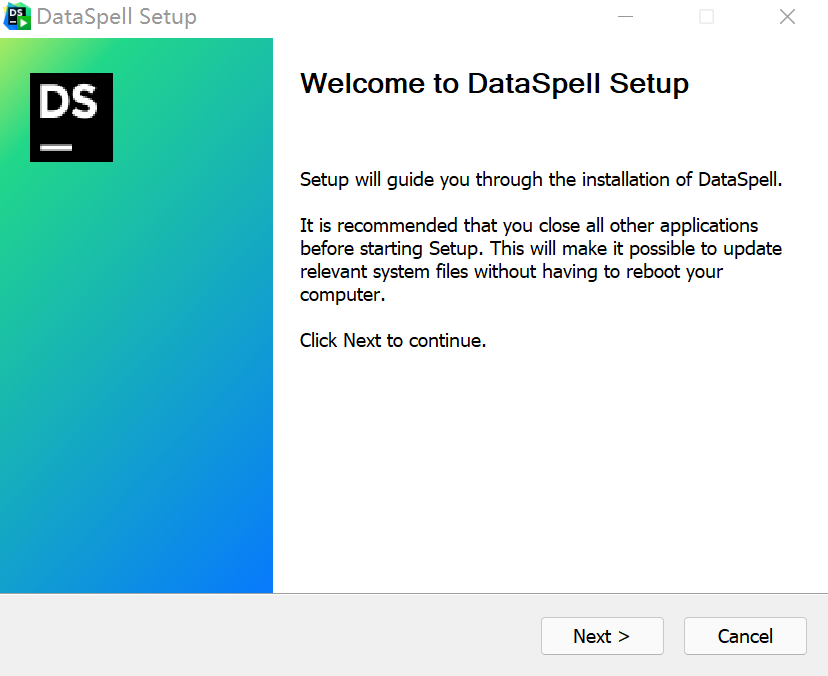 DS DataSpell Setup
DS
Welcome to DataSpell Setup
Setup will guide you through the installation of DataSpell.
It is recommended that you close all other applications
before starting Setup. This will make it possible to update
relevant system files without having to reboot your
computer.
Click Next to continue.
Next > Cancel